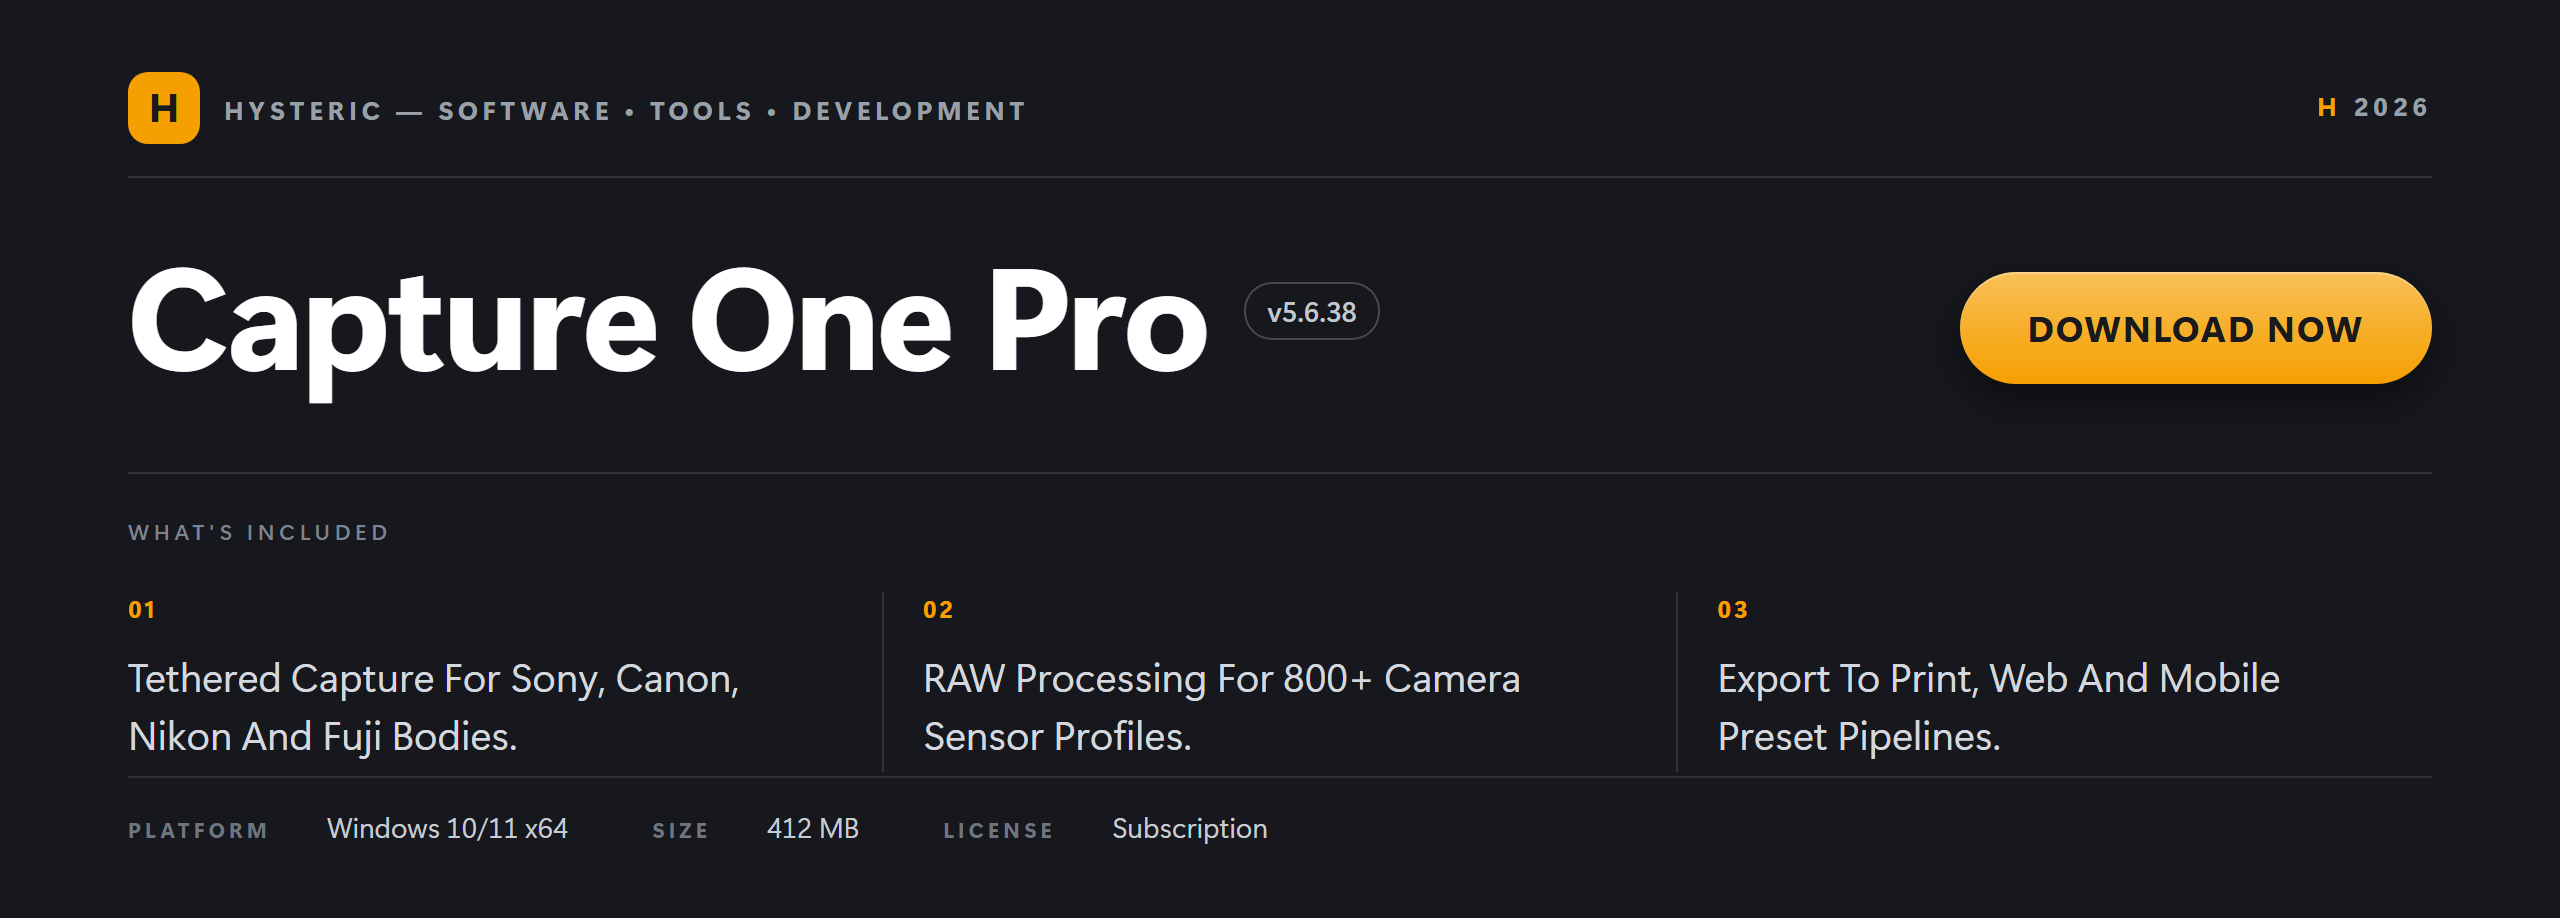 H HYSTERIC — SOFTWARE • TOOLS • DEVELOPMENT
H 2026
Capture One Pro v5.6.38
DOWNLOAD NOW
WHAT'S INCLUDED
01
Tethered Capture For Sony, Canon,
Nikon And Fuji Bodies.
02
RAW Processing For 800+ Camera
Sensor Profiles.
03
Export To Print, Web And Mobile
Preset Pipelines.
PLATFORM Windows 10/11 x64 SIZE 412 MB LICENSE Subscription